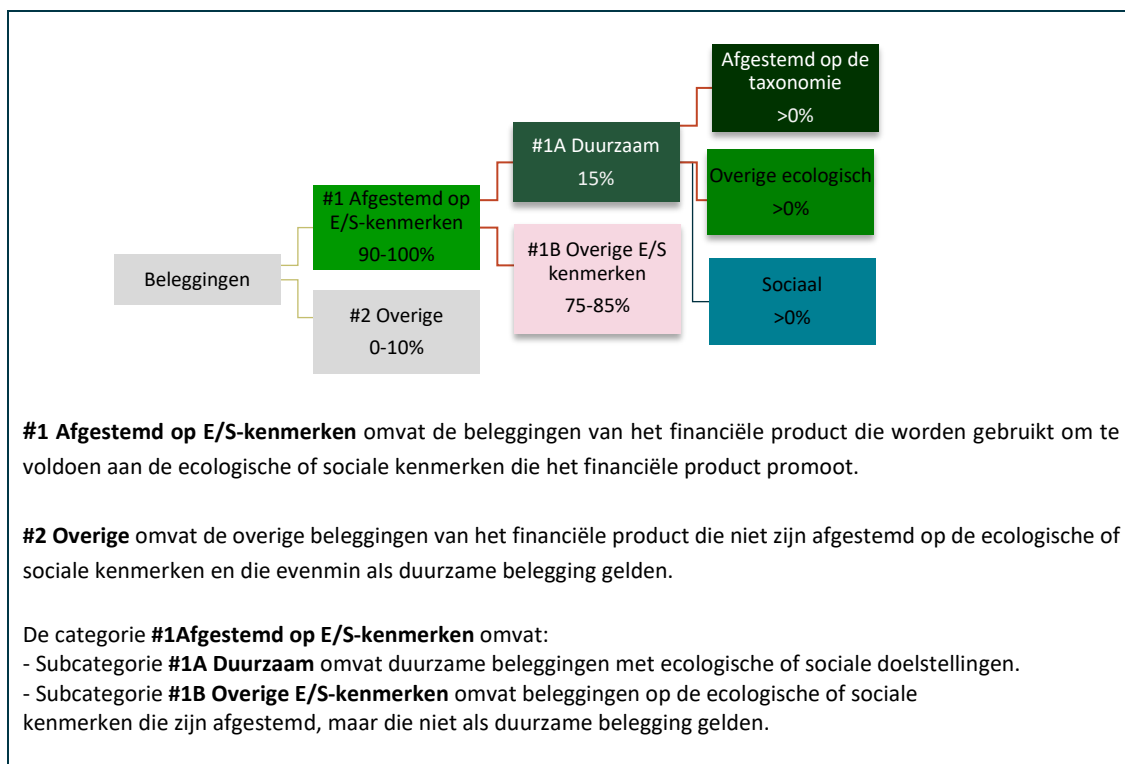 Afgestemd op de
taxonomie
>0%
#1A Duurzaam
15%
Overige ecologisch
>0%
#1 Afgestemd op
E/S-kenmerken
90-100%
#1B Overige E/S
kenmerken
75-85%
Beleggingen
Sociaal
>0%
#2 Overige
0-10%
#1 Afgestemd op E/S-kenmerken omvat de beleggingen van het financiële product die worden gebruikt om te
voldoen aan de ecologische of sociale kenmerken die het financiële product promoot.
#2 Overige omvat de overige beleggingen van het financiële product die niet zijn afgestemd op de ecologische of
sociale kenmerken en die evenmin als duurzame belegging gelden.
De categorie #1Afgestemd op E/S-kenmerken omvat:
- Subcategorie #1A Duurzaam omvat duurzame beleggingen met ecologische of sociale doelstellingen.
- Subcategorie #1B Overige E/S-kenmerken omvat beleggingen op de ecologische of sociale
kenmerken die zijn afgestemd, maar die niet als duurzame belegging gelden.